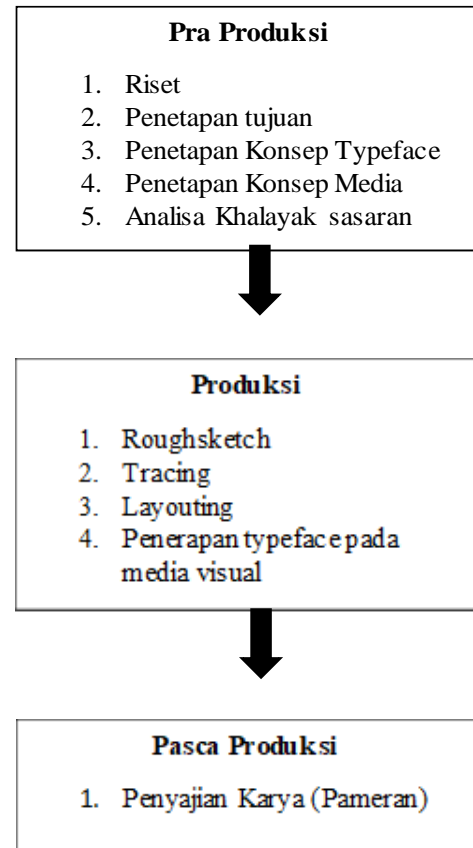 Pra Produksi
1. Riset
2. Penetapan tujuan
3. Penetapan Konsep Typeface
4. Penetapan Konsep Media
5. Analisa Khalayak sasaran
Produksi
1. Roughsketch
2. Tracing
3. Layouting
4. Penerapan typeface pada
media visual
Pasca Produksi
1. Penyajian Karya (Pameran)